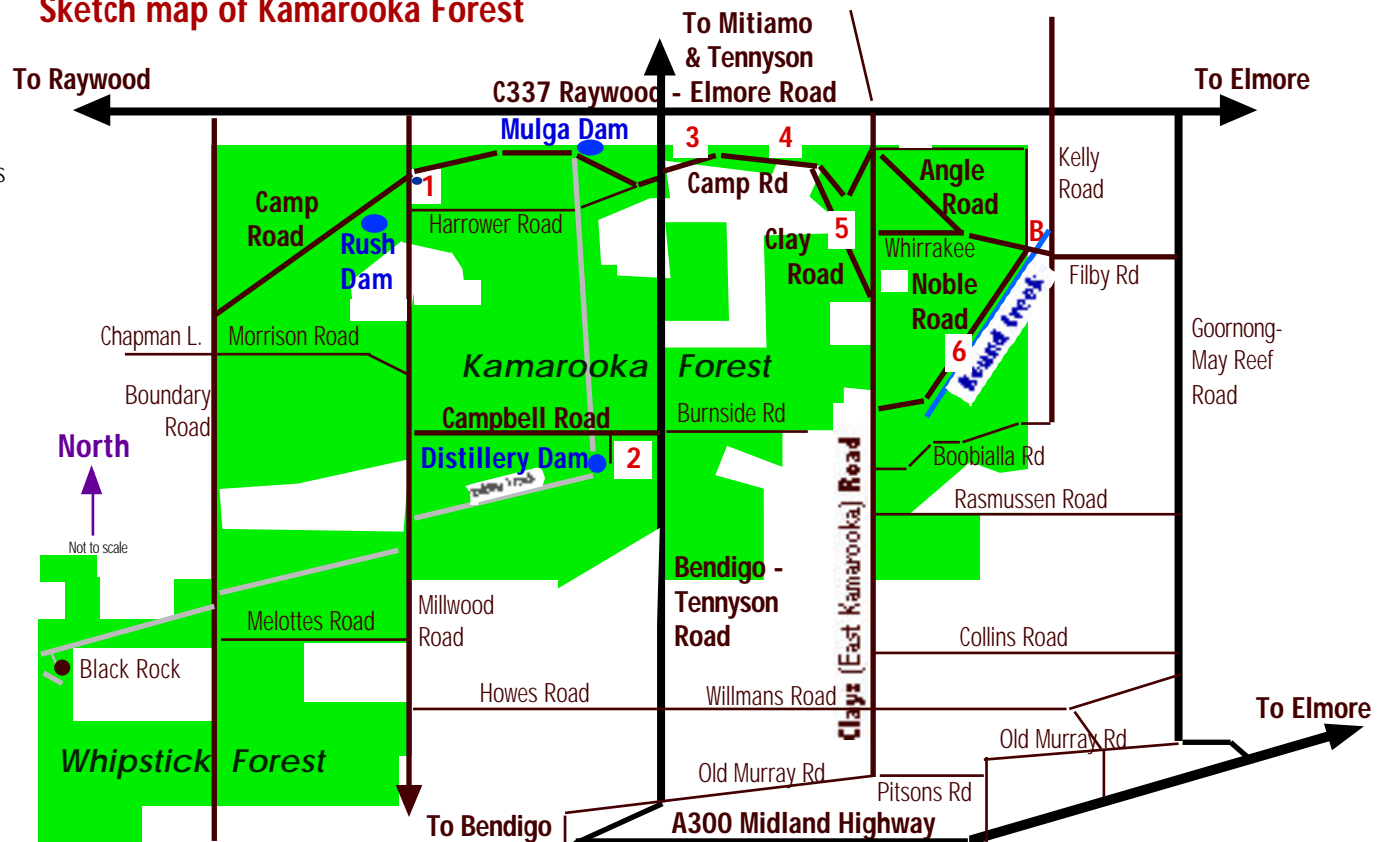 Sketch map of Kamarooka Forest
To Mitiamo
& Tennyson
To Raywood
C337 Raywood - Elmore Road
To Elmore
s
Mulga Dam
3
4
Kelly
Road
1
Camp Rd
Angle
Road
Camp
Road
Harrower Road
5
Clay
Road
B
Rush
Dam
Whirrakee
Filby Rd
Noble
Road
Round Creek
Chapman L.
Morrison Road
6
Goornong-
May Reef
Road
Kamarooka Forest
Boundary
Road
Campbell Road
Burnside Rd
North
Distillery Dam
2
Boobialla Rd
Rasmussen Road
Not to scale
Clays (East Kamarooka) Road
Bendigo -
Tennyson
Road
Millwood
Road
Melottes Road
Collins Road
Black Rock
Howes Road
Willmans Road
To Elmore
Old Murray Rd
Whipstick Forest
Old Murray Rd
Pitsons Rd
To Bendigo
A300 Midland Highway